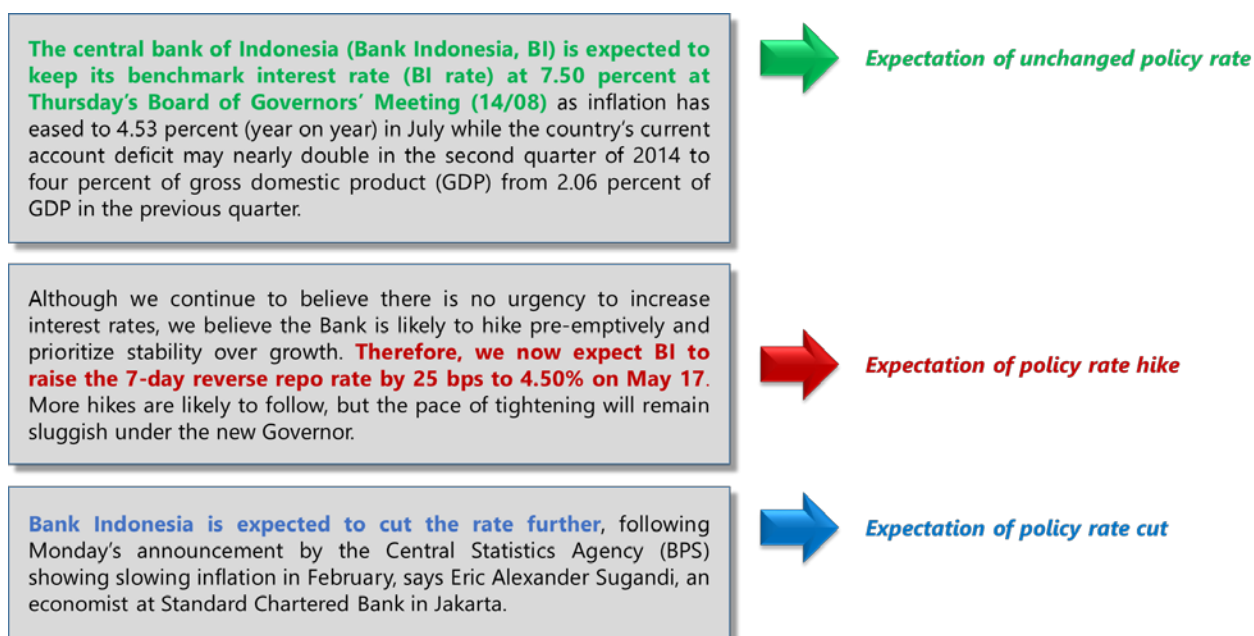 The central bank of Indonesia (Bank Indonesia, BI) is expected to
keep its benchmark interest rate (BI rate) at 7.50 percent at
Thursday’s Board of Governors’ Meeting (14/08) as inflation has
eased to 4.53 percent (year on year) in July while the country’s current
account deficit may nearly double in the second quarter of 2014 to
four percent of gross domestic product (GDP) from 2.06 percent of
GDP in the previous quarter.
Expectation of unchanged policy rate
Although we continue to believe there is no urgency to increase
interest rates, we believe the Bank is likely to hike pre-emptively and
prioritize stability over growth. Therefore, we now expect BI to
raise the 7-day reverse repo rate by 25 bps to 4.50% on May 17.
More hikes are likely to follow, but the pace of tightening will remain
sluggish under the new Governor.
Expectation of policy rate hike
Bank Indonesia is expected to cut the rate further, following
Monday’s announcement by the Central Statistics Agency (BPS)
showing slowing inflation in February, says Eric Alexander Sugandi, an
economist at Standard Chartered Bank in Jakarta.
Expectation of policy rate cut